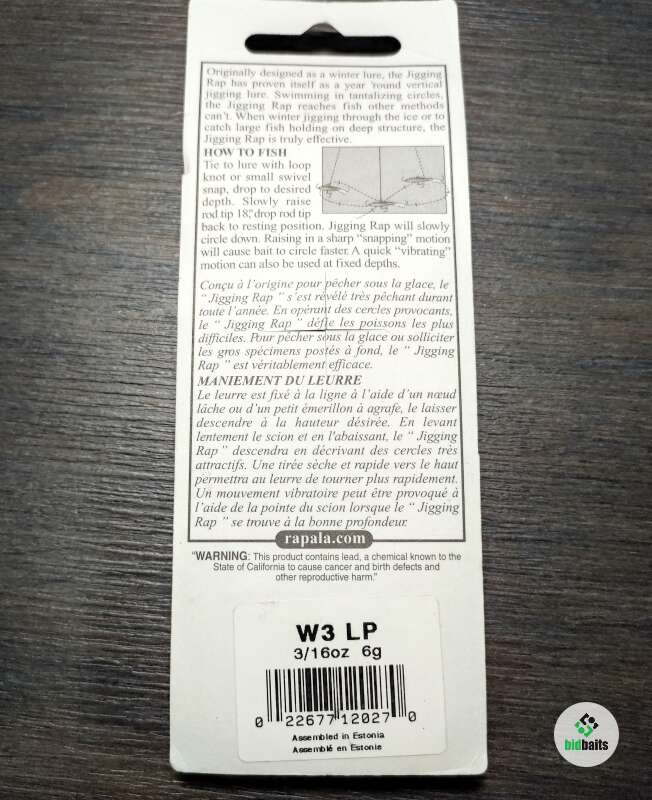 Originally designed as a winter lure, the Jigging
Rap has proven itself as a year 'round vertical
jigging lure. Swimming in tantalizing circles,
the Jigging Rap reaches fish other methods
can't. When winter jigging through the ice or to
catch large fish holding on deep structure, the
Jigging Rap is truly effective.
HOW TO FISH
Tie to lure with loop
knot or small swivel
snap, drop to desired
depth. Slowly raise
rod tip 18," drop rod tip
back to resting position. Jigging Rap will slowly
circle down. Raising in a sharp "snapping" motion
will cause bait to circle faster. A quick "vibrating"
motion can also be used at fixed depths.
Conçu à l'origine pour pêcher sous la glace, le
" Jigging Rap " s'est révélé très pêchant durant
toute l'année. En opérant des cercles provocants,
le " Jigging Rap " défie les poissons les plus
difficiles. Pour pêcher sous la glace ou solliciter
les gros spécimens postés à fond, le " Jigging
Rap " est véritablement efficace.
MANIEMENT DU LEURRE
Le leurre est fixé à la ligne à l'aide d'un nœud
lâche ou d'un petit émerillon à agrafe, le laisser
descendre à la hauteur désirée. En levant
lentement le scion et en l'abaissant, le " Jigging
Rap " descendra en décrivant des cercles très
attractifs. Une tirée sèche et rapide vers le haut
permettra au leurre de tourner plus rapidement.
Un mouvement vibratoire peut être provoqué à
l'aide de la pointe du scion lorsque le " Jigging
Rap " se trouve à la bonne profondeur.
rapala.com
"WARNING: This product contains lead, a chemical known to the
State of California to cause cancer and birth defects and
other reproductive harm."
W3 LP
3/16oz 6g
0 22677 12027 0
Assembled in Estonia
Assemblé en Estonie
bidbaits